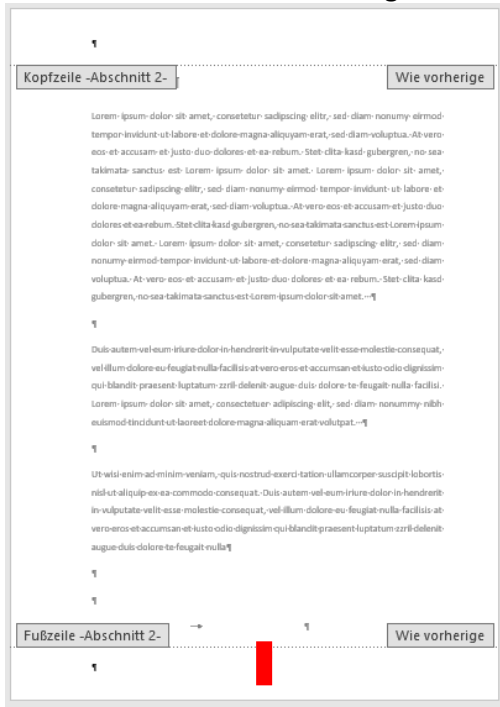 ¶
Kopfzeile -Abschnitt 2- ¶
Wie vorherige
Lorem ipsum dolor sit amet, consetetur sadipscing elitr, sed diam nonumy eirmod
tempor invidunt ut labore et dolore magna aliquyam erat, sed diam voluptua. At vero
eos et accusam et justo duo dolores et ea rebum. Stet clita kasd gubergren, no sea
takimata sanctus est Lorem ipsum dolor sit amet. Lorem ipsum dolor sit amet,
consetetur sadipscing elitr, sed diam nonumy eirmod tempor invidunt ut labore et
dolore magna aliquyam erat, sed diam voluptua. At vero eos et accusam et justo duo
dolores et ea rebum. Stet clita kasd gubergren, no sea takimata sanctus est Lorem ipsum
dolor sit amet. Lorem ipsum dolor sit amet, consetetur sadipscing elitr, sed diam
nonumy eirmod tempor invidunt ut labore et dolore magna aliquyam erat, sed diam
voluptua. At vero eos et accusam et justo duo dolores et ea rebum. Stet clita kasd
gubergren, no sea takimata sanctus est Lorem ipsum dolor sit amet. ¶
¶
Duis autem vel eum iriure dolor in hendrerit in vulputate velit esse molestie consequat,
vel illum dolore eu feugiat nulla facilisis at vero eros et accumsan et iusto odio dignissim
qui blandit praesent luptatum zzril delenit augue duis dolore te feugait nulla facilisi.
Lorem ipsum dolor sit amet, consectetuer adipiscing elit, sed diam nonummy nibh
euismod tincidunt ut laoreet dolore magna aliquam erat volutpat. ¶
¶
Ut wisi enim ad minim veniam, quis nostrud exerci tation ullamcorper suscipit lobortis
nisl ut aliquip ex ea commodo consequat. Duis autem vel eum iriure dolor in hendrerit
in vulputate velit esse molestie consequat, vel illum dolore eu feugiat nulla facilisis at
vero eros et accumsan et iusto odio dignissim qui blandit praesent luptatum zzril delenit
augue duis dolore te feugait nulla¶
¶
¶
→ ¶
Fußzeile -Abschnitt 2-
Wie vorherige
¶